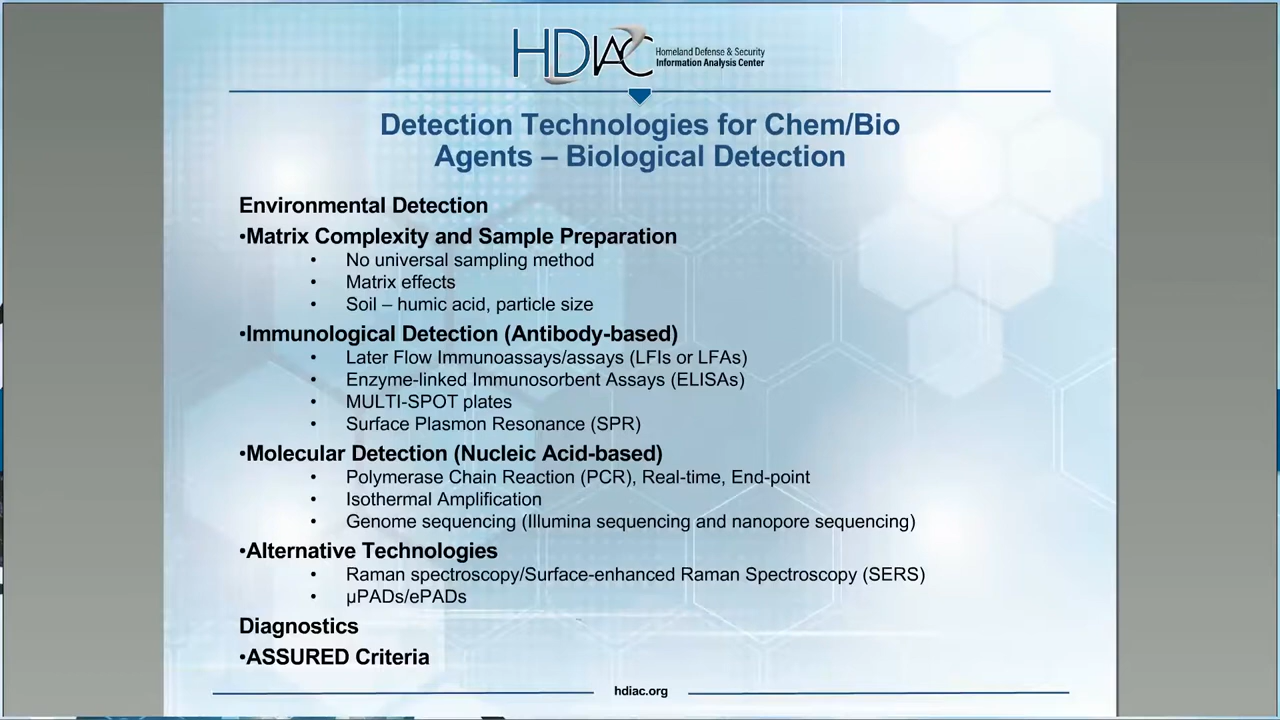 HDIAC
Homeland Defense & Security
Information Analysis Center
Detection Technologies for Chem/Bio
Agents – Biological Detection
Environmental Detection
•Matrix Complexity and Sample Preparation
• No universal sampling method
• Matrix effects
• Soil – humic acid, particle size
•Immunological Detection (Antibody-based)
• Later Flow Immunoassays/assays (LFIs or LFAs)
• Enzyme-linked Immunosorbent Assays (ELISAs)
• MULTI-SPOT plates
• Surface Plasmon Resonance (SPR)
•Molecular Detection (Nucleic Acid-based)
• Polymerase Chain Reaction (PCR), Real-time, End-point
• Isothermal Amplification
• Genome sequencing (Illumina sequencing and nanopore sequencing)
•Alternative Technologies
• Raman spectroscopy/Surface-enhanced Raman Spectroscopy (SERS)
• µPADs/ePADs
Diagnostics
•ASSURED Criteria
hdiac.org